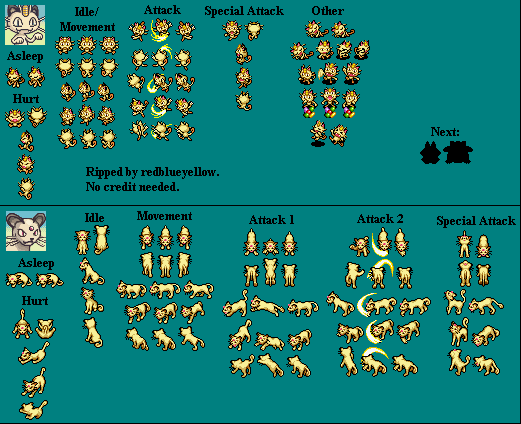 Idle/
Movement
Attack
Special Attack
Other
Asleep
Hurt
Ripped by redblueyellow.
No credit needed.
Next:
Idle
Movement
Attack 1
Attack 2
Special Attack
Asleep
Hurt